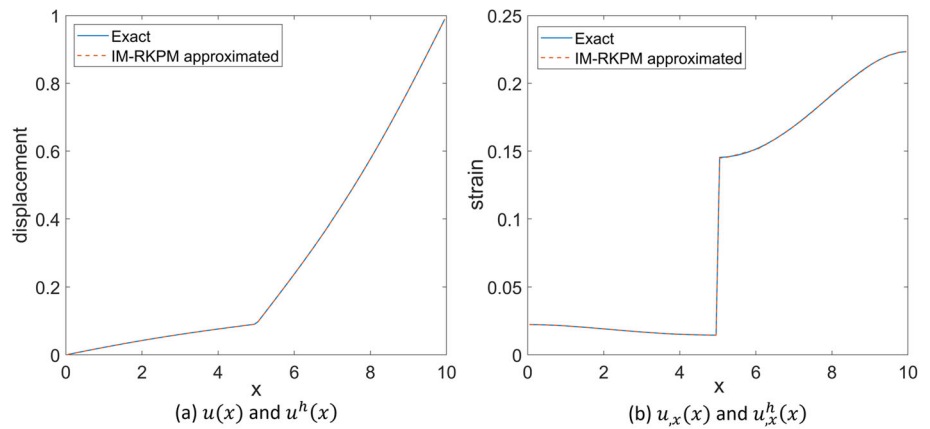 1
0.8
0.6
0.4
0.2
0
displacement
Exact
IM-RKPM approximated
0 2 4 6 8 10
x
(a) u(x) and u^h(x)
0.25
0.2
0.15
0.1
0.05
0
strain
Exact
IM-RKPM approximated
0 2 4 6 8 10
x
(b) u_{,x}(x) and u^h_{,x}(x)